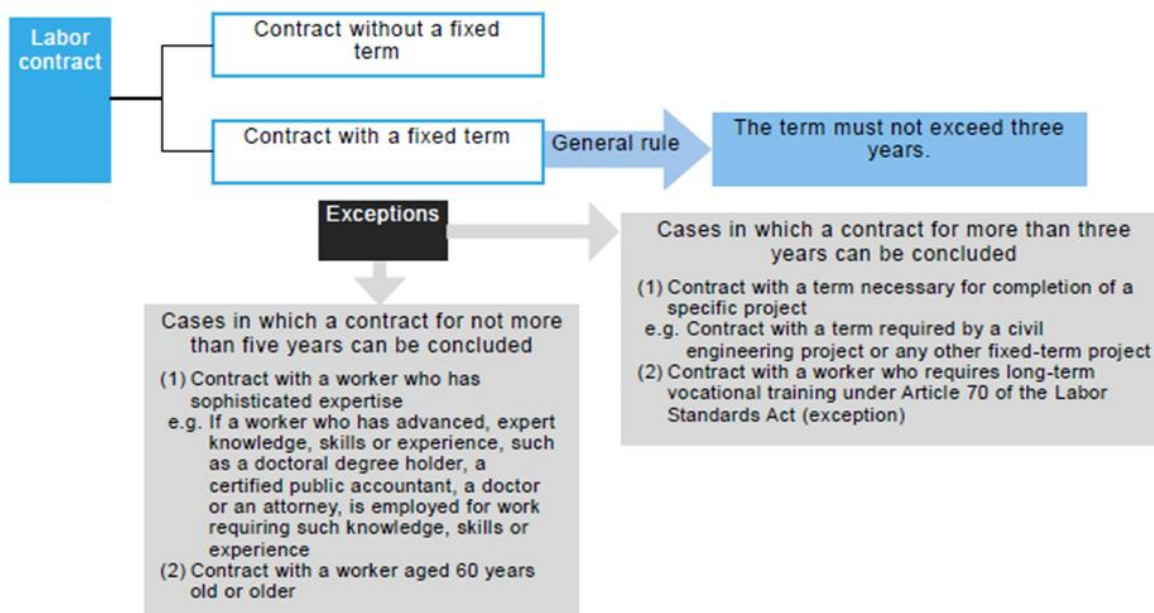 Labor
contract
Contract without a fixed
term
Contract with a fixed term
General rule
The term must not exceed three
years.
Exceptions
Cases in which a contract for more than three
years can be concluded
(1) Contract with a term necessary for completion of a
specific project
e.g. Contract with a term required by a civil
engineering project or any other fixed-term project
(2) Contract with a worker who requires long-term
vocational training under Article 70 of the Labor
Standards Act (exception)
Cases in which a contract for not more
than five years can be concluded
(1) Contract with a worker who has
sophisticated expertise
e.g. If a worker who has advanced, expert
knowledge, skills or experience, such
as a doctoral degree holder, a
certified public accountant, a doctor
or an attorney, is employed for work
requiring such knowledge, skills or
experience
(2) Contract with a worker aged 60 years
old or older